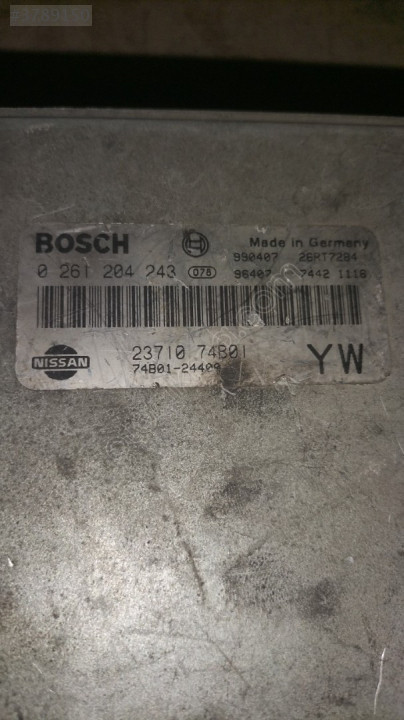 BOSCH
Made in Germany
990407 26RT7284
0 261 204 243 078
96407 7442 1118
23710 74B01
NISSAN
74B01-24409
YW